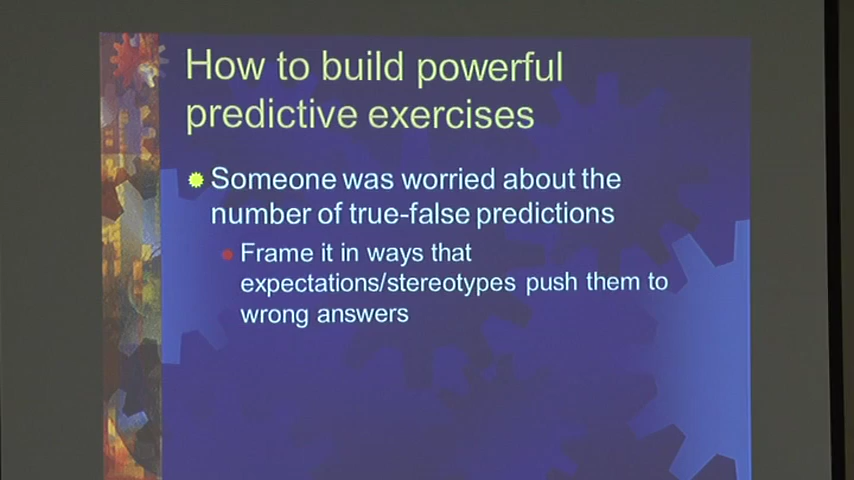 How to build powerful
predictive exercises
Someone was worried about the
number of true-false predictions
Frame it in ways that
expectations/stereotypes push them to
wrong answers